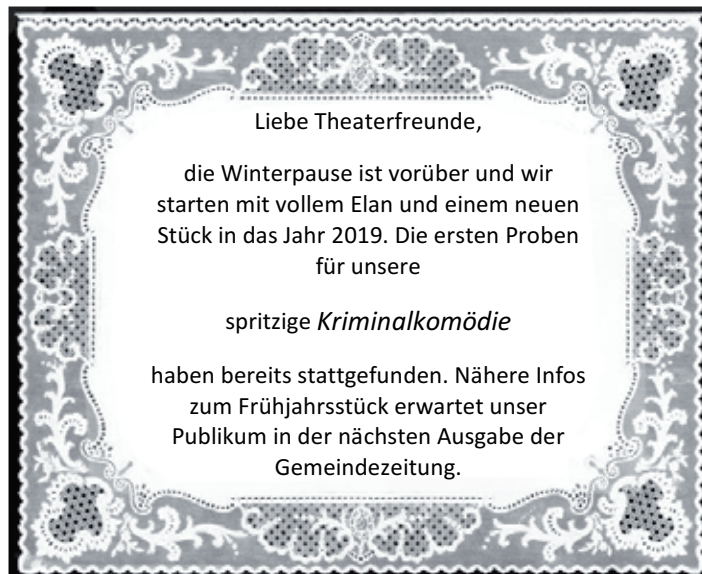 Liebe Theaterfreunde,
die Winterpause ist vorüber und wir
starten mit vollem Elan und einem neuen
Stück in das Jahr 2019. Die ersten Proben
für unsere
spritzige Kriminalkomödie
haben bereits stattgefunden. Nähere Infos
zum Frühjahrsstück erwartet unser
Publikum in der nächsten Ausgabe der
Gemeindezeitung.